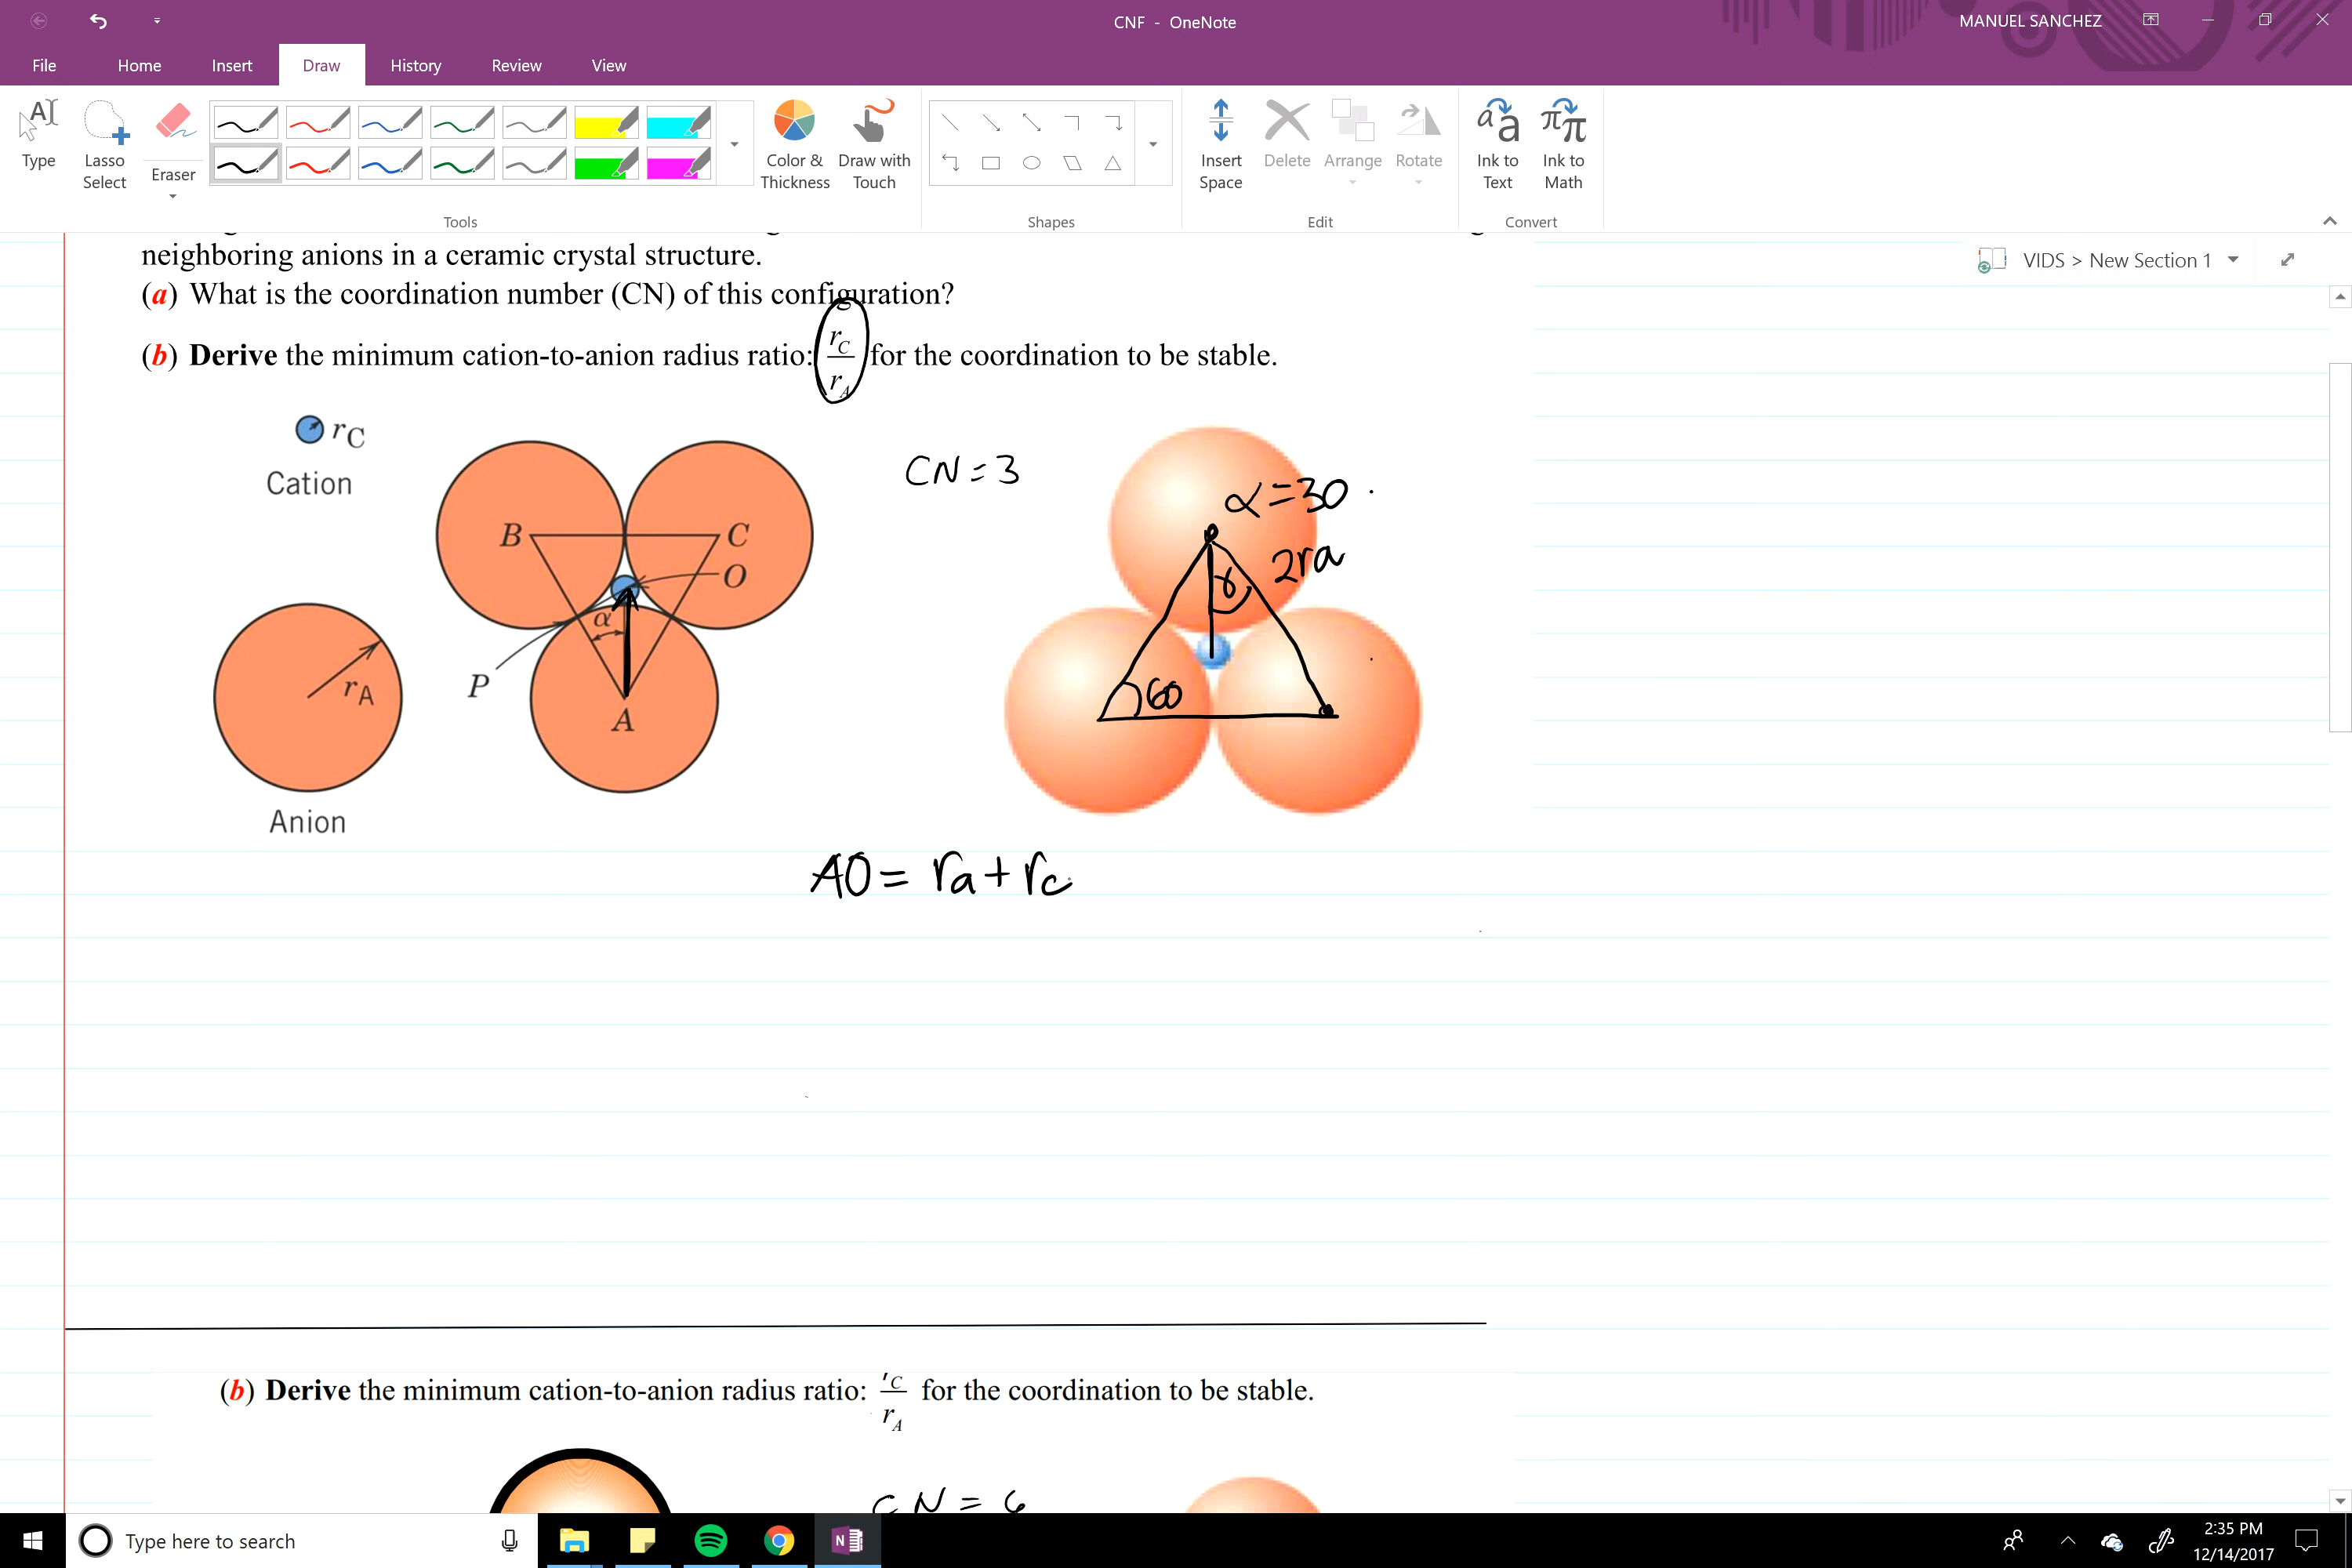 CNF - OneNote
MANUEL SANCHEZ
File Home Insert Draw History Review View
Type
Lasso Select
Eraser
Color & Thickness
Draw with Touch
Insert Space
Delete
Arrange
Rotate
Ink to Text
Ink to Math
Tools
Shapes
Edit
Convert
VIDS > New Section 1
neighboring anions in a ceramic crystal structure.
(a) What is the coordination number (CN) of this configuration?
(b) Derive the minimum cation-to-anion radius ratio: rC/rA for the coordination to be stable.
rC
Cation
B
C
O
α
P
A
rA
Anion
CN = 3
α = 30
2ra
60
AO = ra + rc
(b) Derive the minimum cation-to-anion radius ratio: 'C/rA for the coordination to be stable.
CN = 6
Type here to search
2:35 PM
12/14/2017